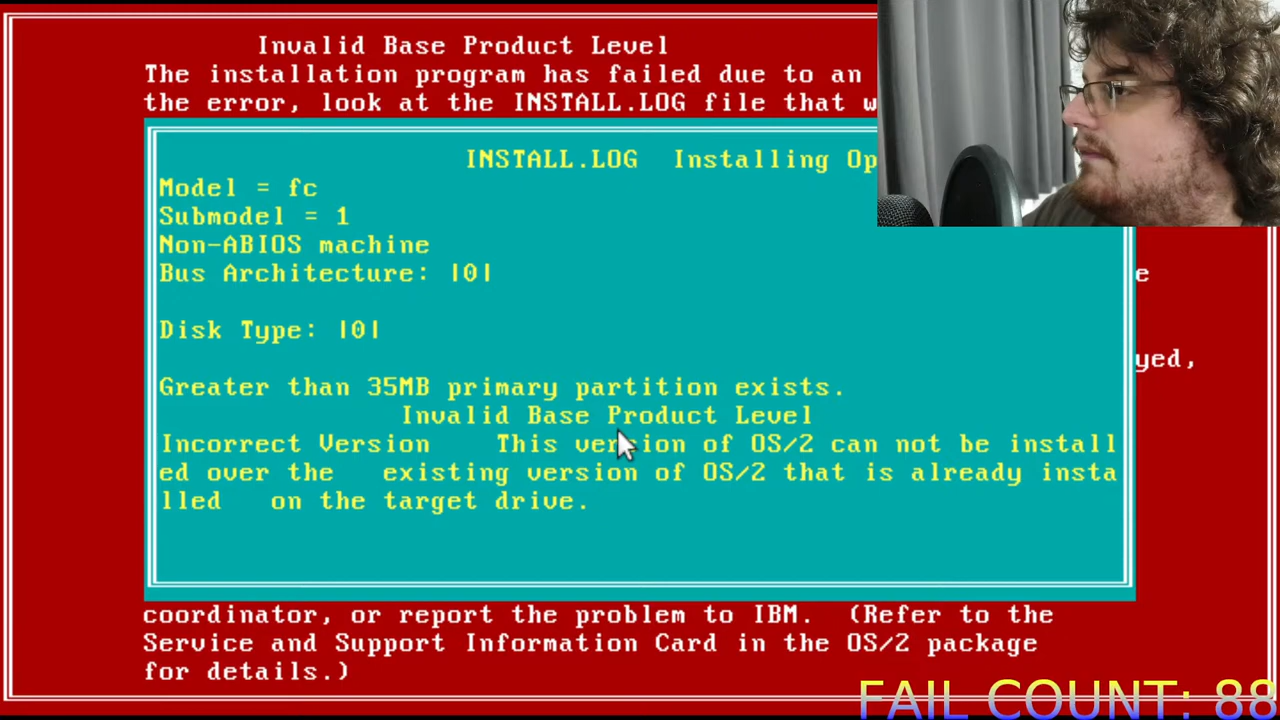 Invalid Base Product Level
The installation program has failed due to an
the error, look at the INSTALL.LOG file that w
INSTALL.LOG Installing Op
Model = fc
Submodel = 1
Non-ABIOS machine
Bus Architecture: |0|
e
Disk Type: |0|
yed,
Greater than 35MB primary partition exists.
Invalid Base Product Level
Incorrect Version This version of OS/2 can not be install
ed over the existing version of OS/2 that is already insta
lled on the target drive.
coordinator, or report the problem to IBM. (Refer to the
Service and Support Information Card in the OS/2 package
for details.)
FAIL COUNT: 88